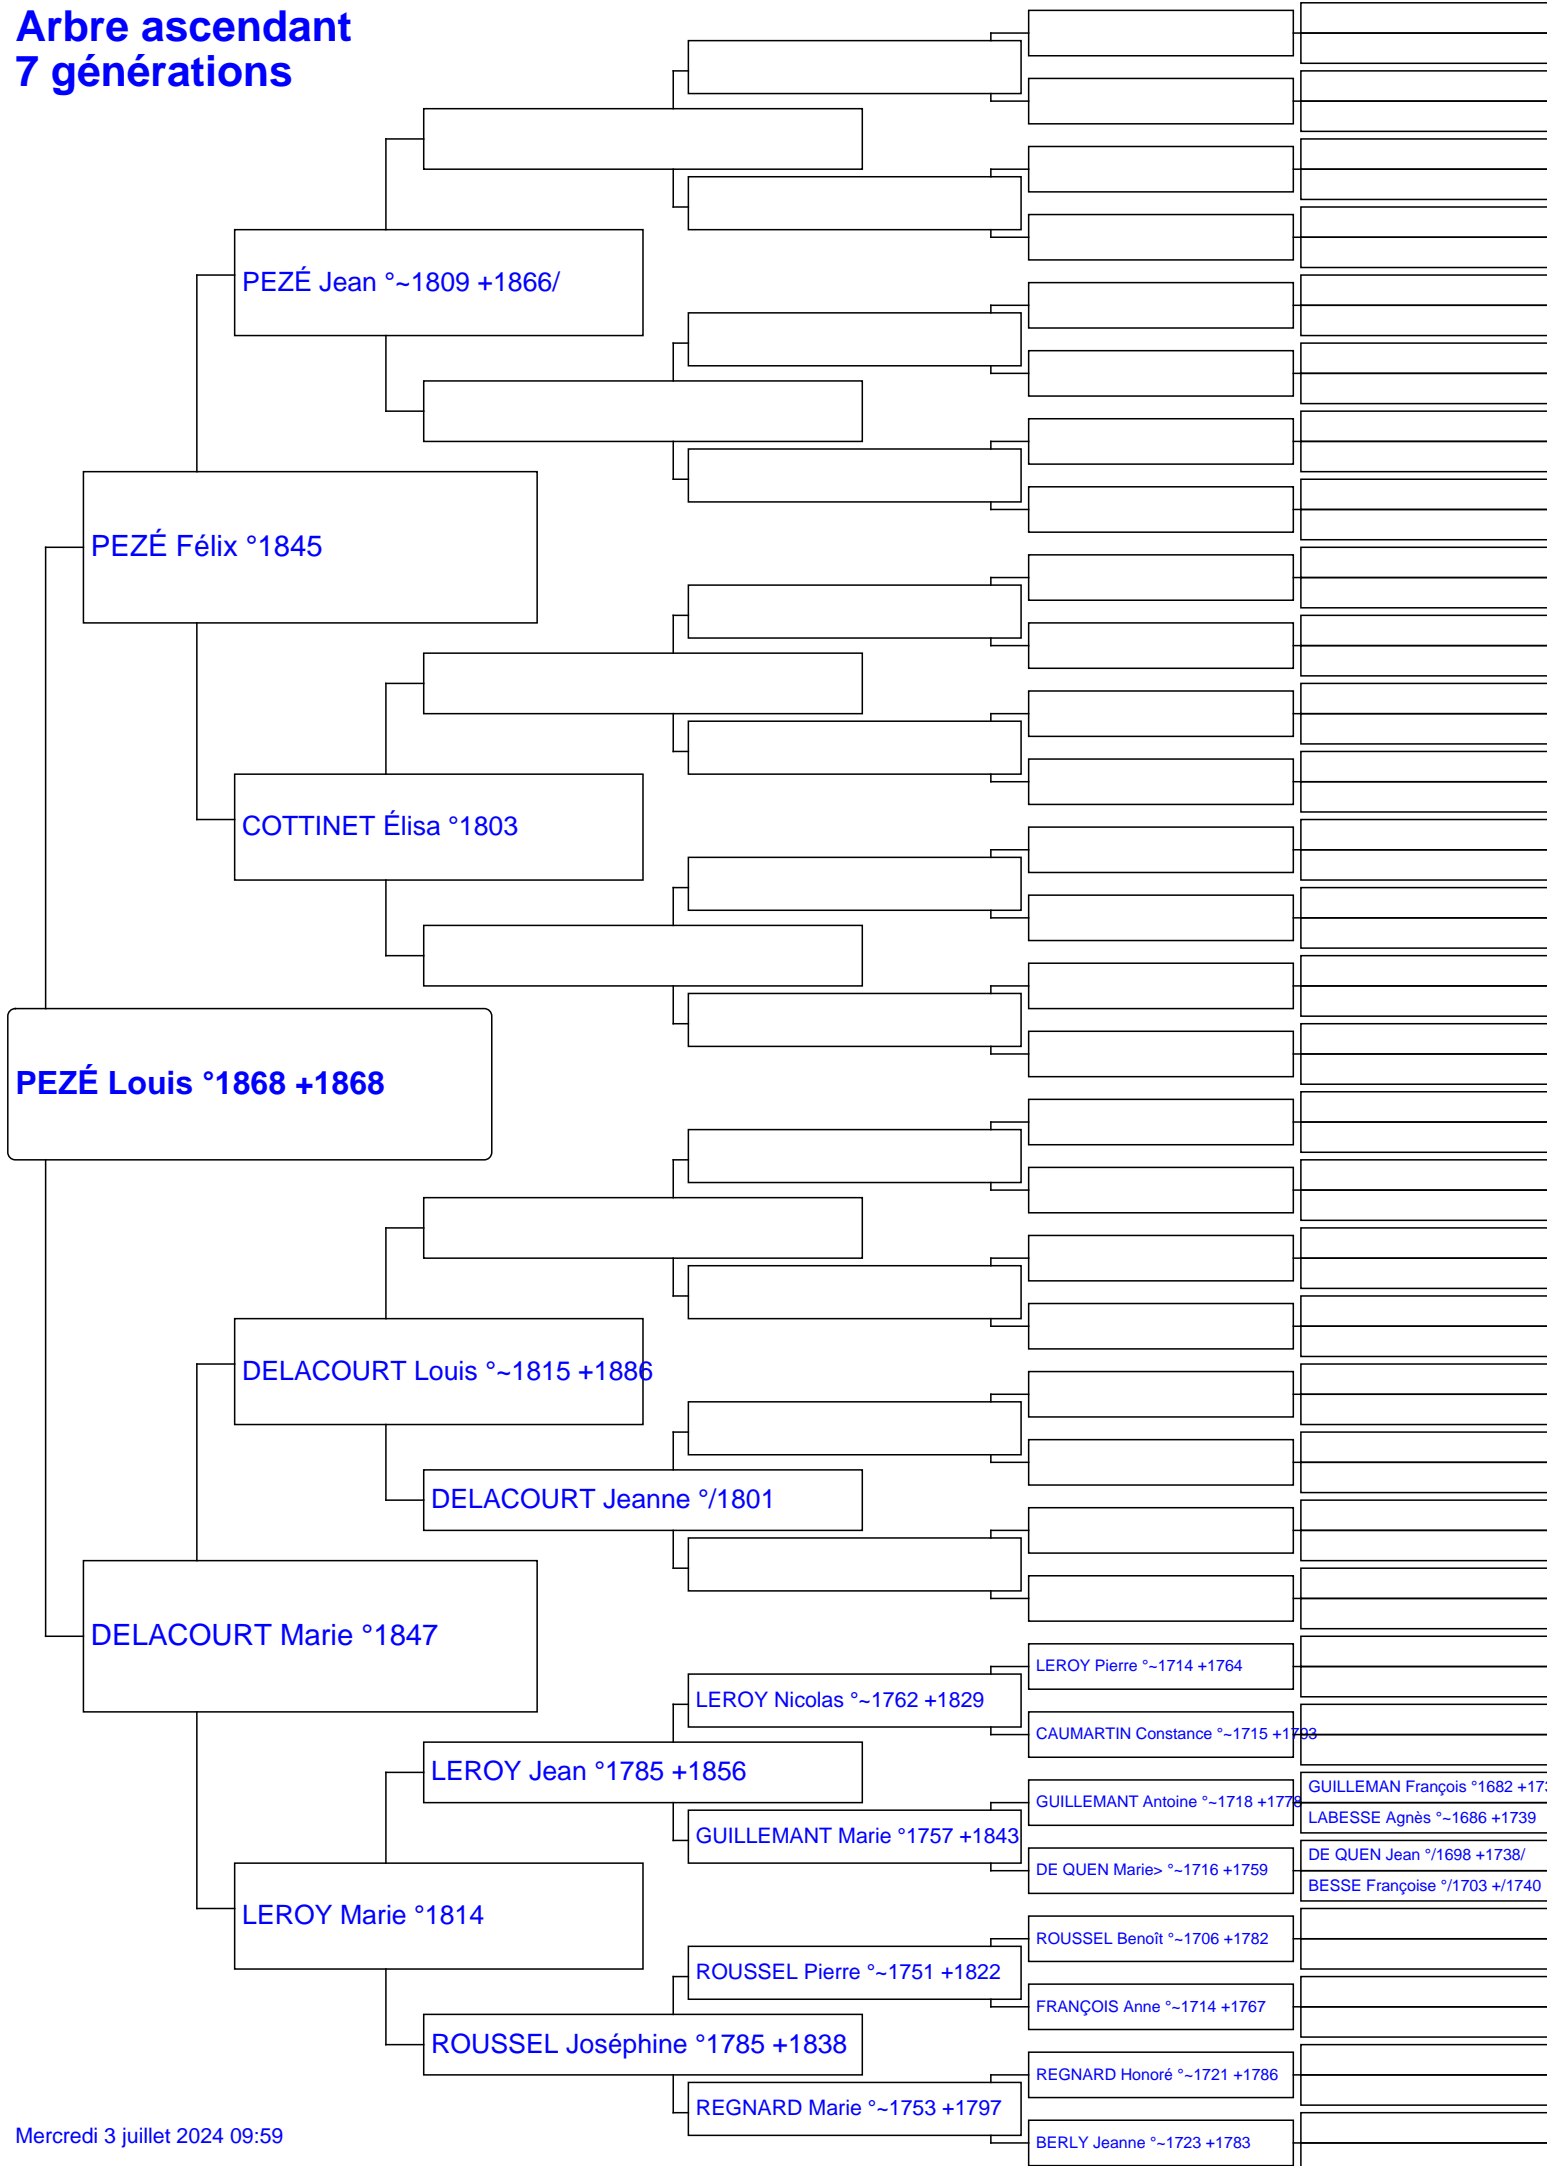 Arbre ascendant
7 générations
PEZÉ Jean °~1809 +1866/
PEZÉ Félix °1845
COTTINET Élisa °1803
PEZÉ Louis °1868 +1868
DELACOURT Louis °~1815 +1886
DELACOURT Jeanne °/1801
DELACOURT Marie °1847
LEROY Pierre °~1714 +1764
LEROY Nicolas °~1762 +1829
CAUMARTIN Constance °~1715 +1793
LEROY Jean °1785 +1856
GUILLEMAN François °1682
GUILLEMANT Antoine °~1718 +1778
LABESSE Agnès °~1686 +1739
GUILLEMANT Marie °1757 +1843
DE QUEN Jean °/1698 +1738/
DE QUEN Marie> °~1716 +1759
BESSE Françoise °/1703 +/1740
LEROY Marie °1814
ROUSSEL Benoît °~1706 +1782
ROUSSEL Pierre °~1751 +1822
FRANÇOIS Anne °~1714 +1767
ROUSSEL Joséphine °1785 +1838
REGNARD Honoré °~1721 +1786
REGNARD Marie °~1753 +1797
BERLY Jeanne °~1723 +1783
Mercredi 3 juillet 2024 09:59